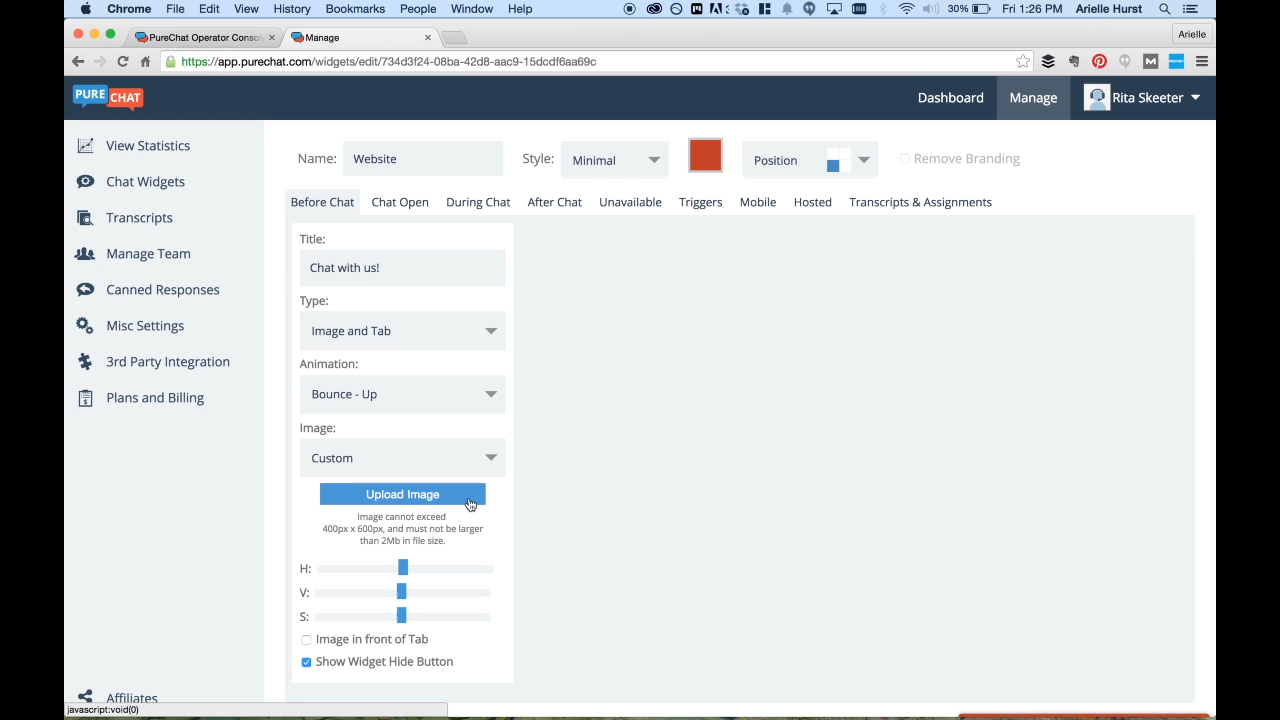 Chrome File Edit View History Bookmarks People Window Help 30% Fri 1:26 PM Arielle Hurst
PureChat Operator Consol Manage Arielle
https://app.purechat.com/widgets/edit/734d3f24-08ba-42d8-aac9-15dcdf6aa69c
PURE CHAT Dashboard Manage Rita Skeeter
View Statistics
Chat Widgets
Transcripts
Manage Team
Canned Responses
Misc Settings
3rd Party Integration
Plans and Billing
Affiliates
javascript:void(0)
Name: Website Style: Minimal Position Remove Branding
Before Chat Chat Open During Chat After Chat Unavailable Triggers Mobile Hosted Transcripts & Assignments
Title:
Chat with us!
Type:
Image and Tab
Animation:
Bounce - Up
Image:
Custom
Upload Image
Image cannot exceed
400px x 600px, and must not be larger
than 2Mb in file size.
H:
V:
S:
Image in front of Tab
Show Widget Hide Button